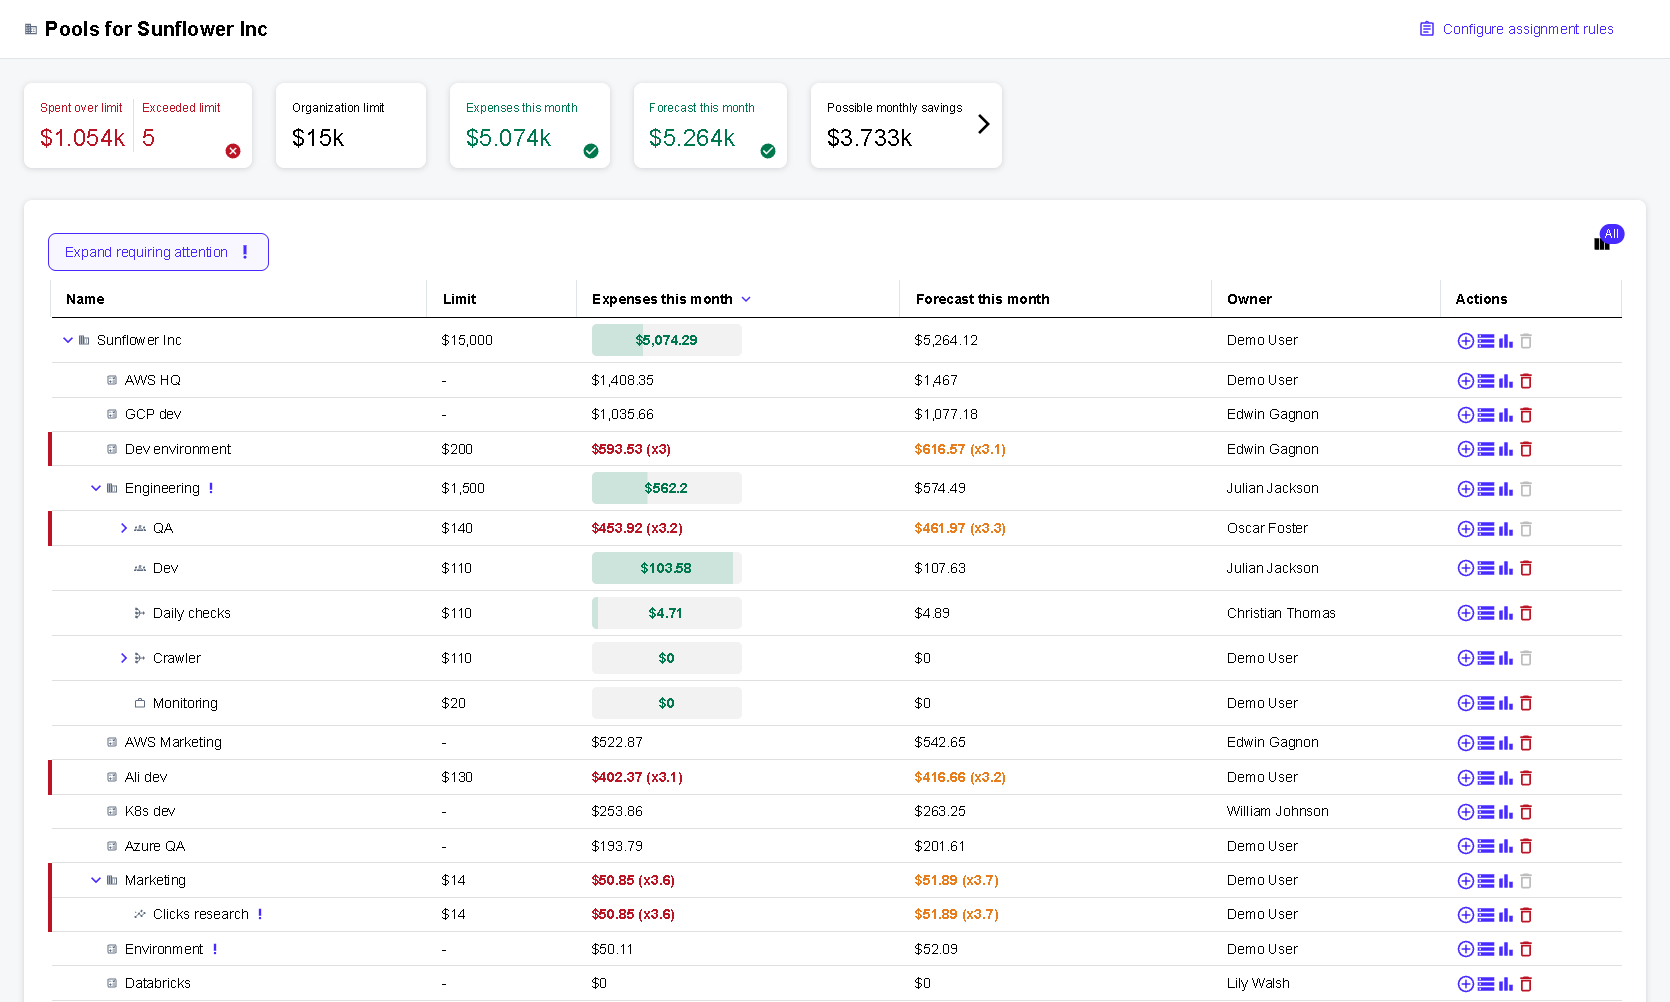 Pools for Sunflower Inc
Configure assignment rules
Spent over limit Exceeded limit Organization limit Expenses this month Forecast this month Possible monthly savings
$1.054k 5 $15k $5.074k $5.264k $3.733k
Expand requiring attention !
All
Name Limit Expenses this month Forecast this month Owner Actions
Sunflower Inc $15,000 $5,074.29 $5,264.12 Demo User
AWS HQ - $1,408.35 $1,467 Demo User
GCP dev - $1,035.66 $1,077.18 Edwin Gagnon
Dev environment $200 $593.53 (x3) $616.57 (x3.1) Edwin Gagnon
Engineering ! $1,500 $562.2 $574.49 Julian Jackson
QA $140 $453.92 (x3.2) $461.97 (x3.3) Oscar Foster
Dev $110 $103.58 $107.63 Julian Jackson
Daily checks $110 $4.71 $4.89 Christian Thomas
Crawler $110 $0 $0 Demo User
Monitoring $20 $0 $0 Demo User
AWS Marketing - $522.87 $542.65 Edwin Gagnon
Ali dev $130 $402.37 (x3.1) $416.66 (x3.2) Demo User
K8s dev - $253.86 $263.25 William Johnson
Azure QA - $193.79 $201.61 Demo User
Marketing $14 $50.85 (x3.6) $51.89 (x3.7) Demo User
Clicks research ! $14 $50.85 (x3.6) $51.89 (x3.7) Demo User
Environment ! - $50.11 $52.09 Demo User
Databricks - $0 $0 Lily Walsh